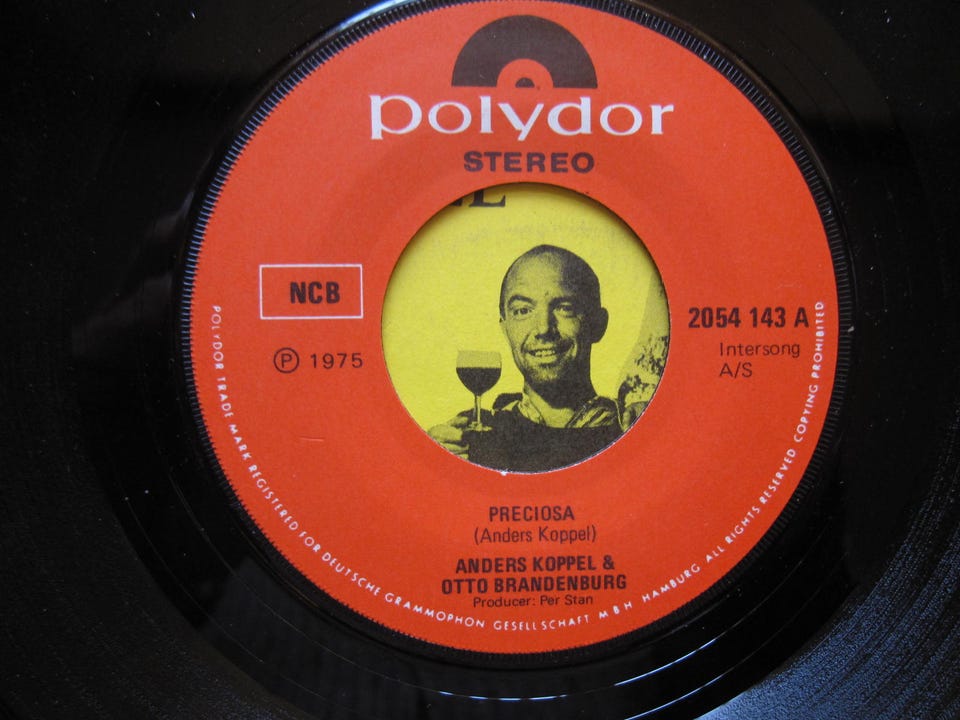 polydor
STEREO
NCB
℗ 1975
2054 143 A
Intersong
A/S
PRECIOSA
(Anders Koppel)
ANDERS KOPPEL &
OTTO BRANDENBURG
Producer: Per Stan
POLYDOR TRADE MARK REGISTERED FOR DEUTSCHE GRAMMOPHON GESELLSCHAFT M B H HAMBURG ALL RIGHTS RESERVED COPYING PROHIBITED